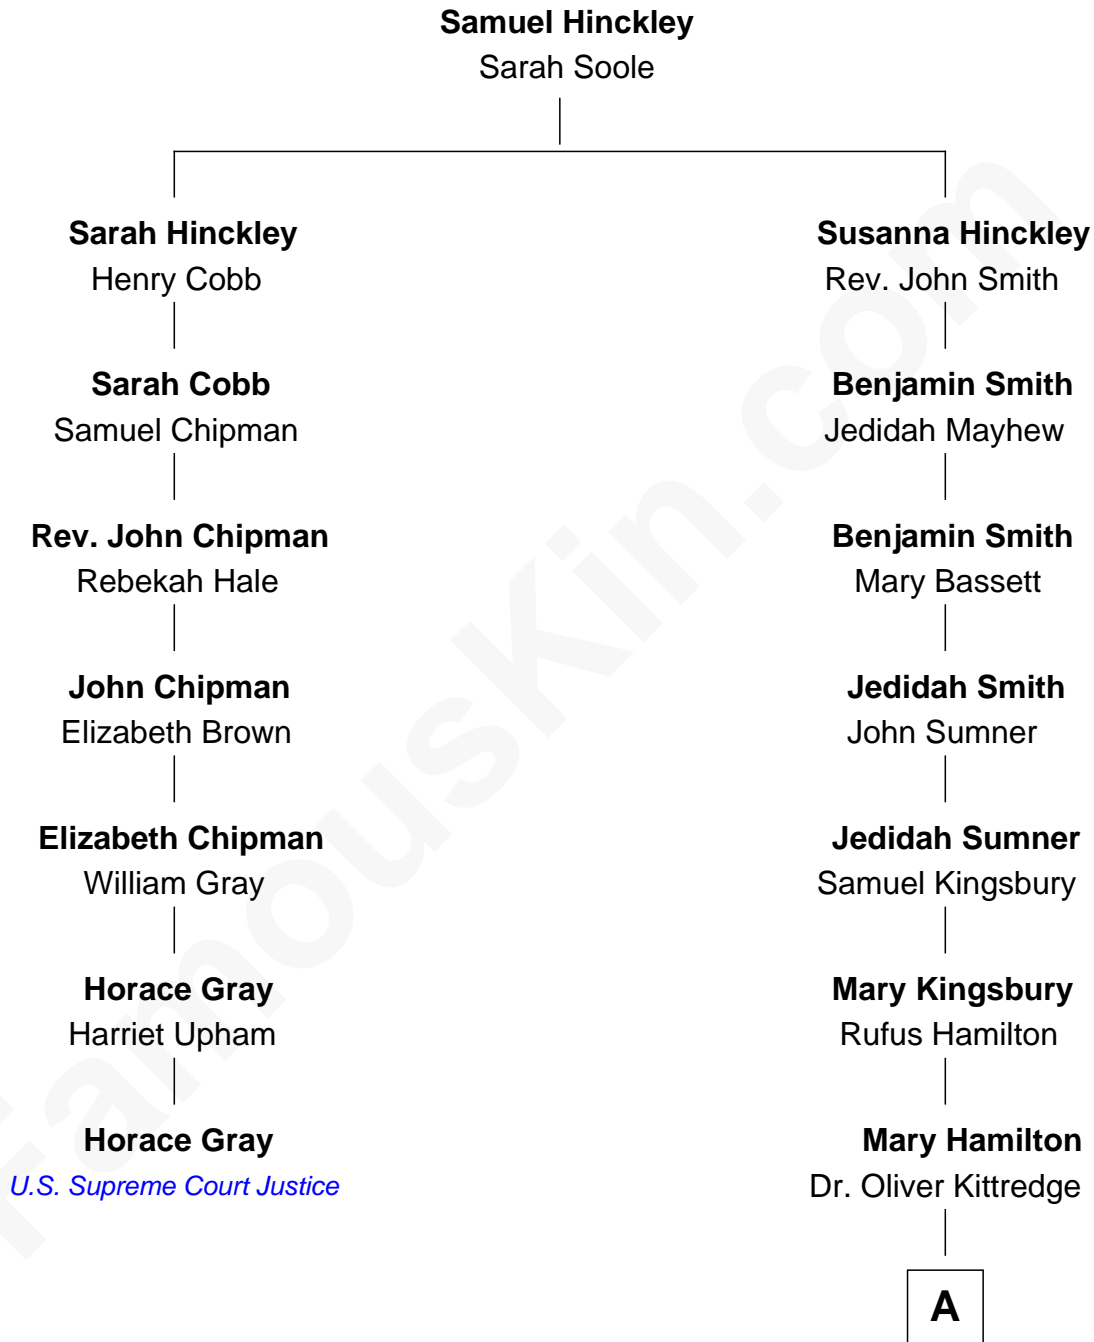 Samuel Hinckley
Sarah Soole
Sarah Hinckley
Henry Cobb
Susanna Hinckley
Rev. John Smith
Sarah Cobb
Samuel Chipman
Benjamin Smith
Jedidah Mayhew
Rev. John Chipman
Rebekah Hale
Benjamin Smith
Mary Bassett
John Chipman
Elizabeth Brown
Jedidah Smith
John Sumner
Elizabeth Chipman
William Gray
Jedidah Sumner
Samuel Kingsbury
Horace Gray
Harriet Upham
Mary Kingsbury
Rufus Hamilton
Horace Gray
U.S. Supreme Court Justice
Mary Hamilton
Dr. Oliver Kittredge
A
FamousKin.com